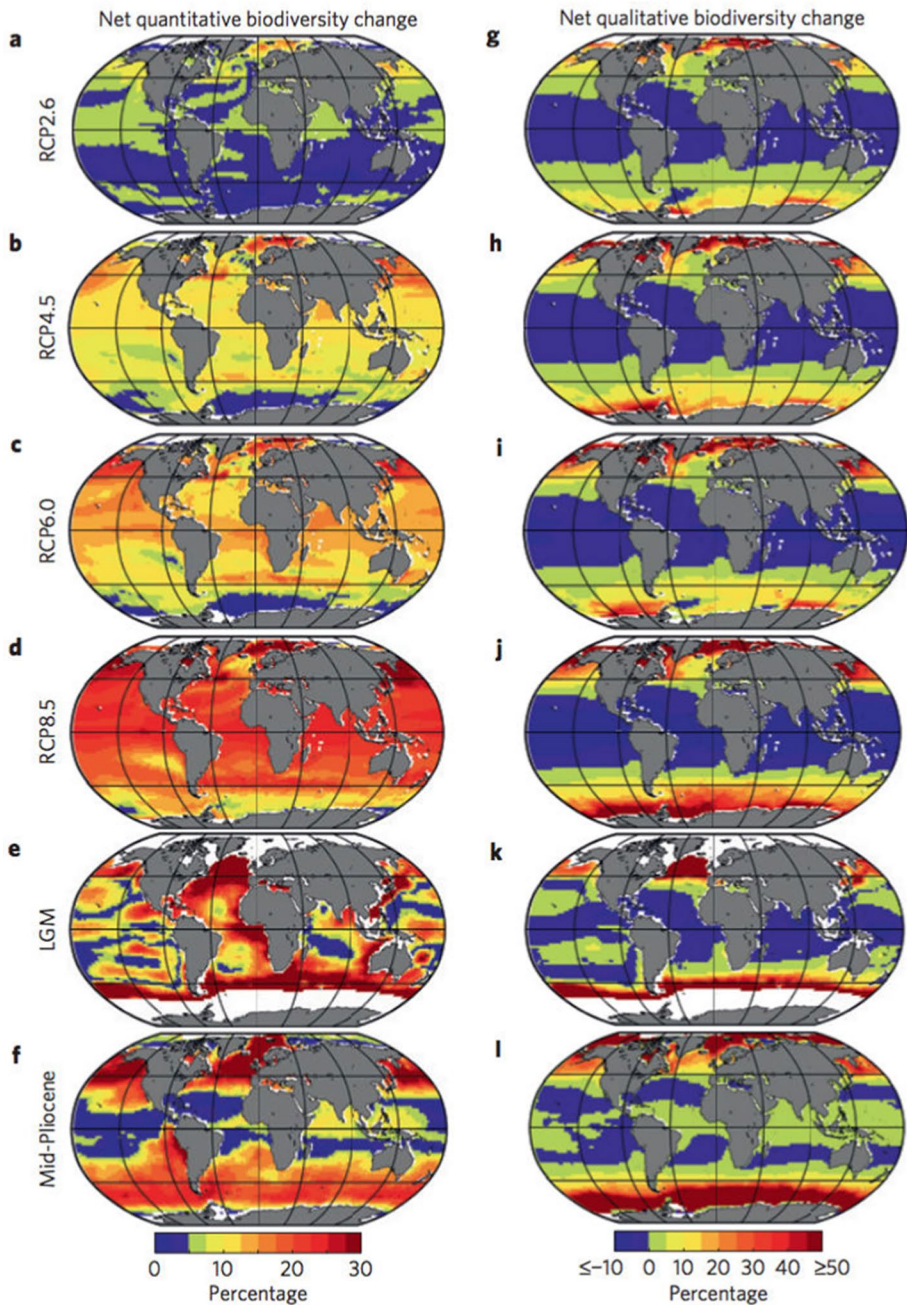 Net quantitative biodiversity change
Net qualitative biodiversity change
a
g
RCP2.6
b
h
RCP4.5
c
i
RCP6.0
d
j
RCP8.5
e
k
LGM
f
l
Mid-Pliocene
0 10 20 30
Percentage
≤–10 0 10 20 30 40 ≥50
Percentage